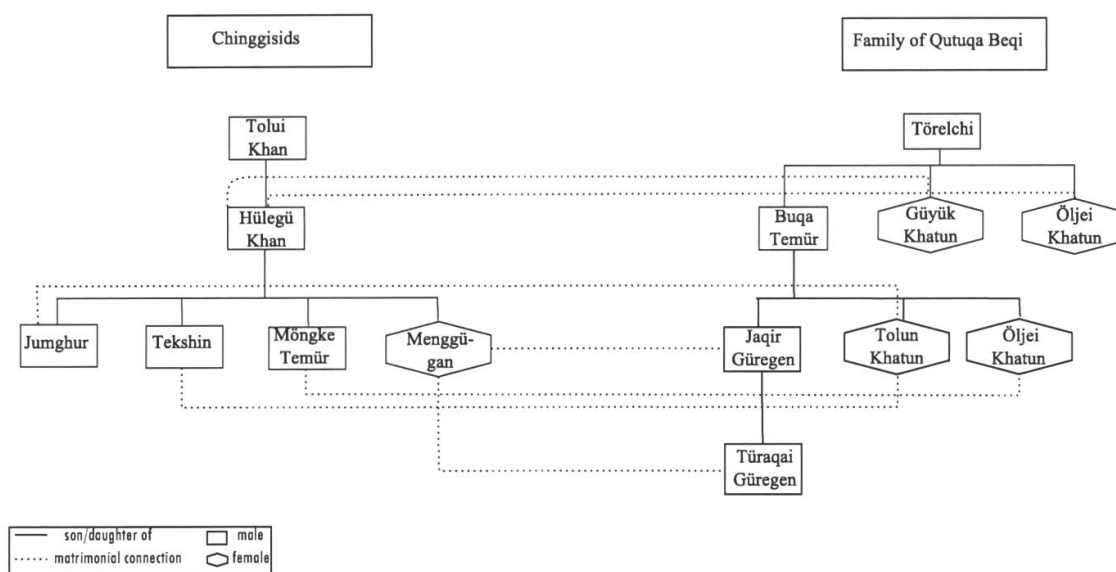 Chinggisids
Family of Qutuqa Beqi
Tolui
Khan
Törelchi
Hülegü
Khan
Buqa
Temür
Güyük
Khatun
Öljei
Khatun
Jumghur
Tekshin
Möngke
Temür
Menggü-
gan
Jaqir
Güregen
Tolun
Khatun
Öljei
Khatun
Türaqai
Güregen
son/daughter of
male
matrimonial connection
female